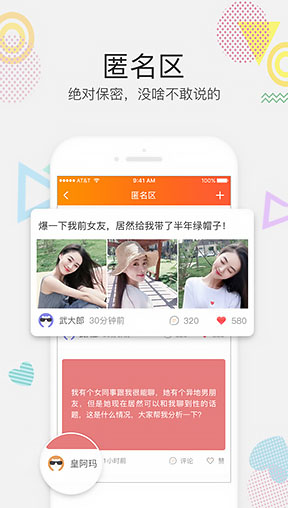 匿名区
绝对保密，没啥不敢说的
AT&T
9:41 AM
100%
匿名区
爆一下我前女友，居然给我带了半年绿帽子！
武大郎 30分钟前 320 580
我有个女同事跟我很能聊，她有个异地男朋
友，但是她现在居然可以和我聊到性的话
题，这是什么情况，大家帮我分析一下？
皇阿玛 1小时前 评论 赞